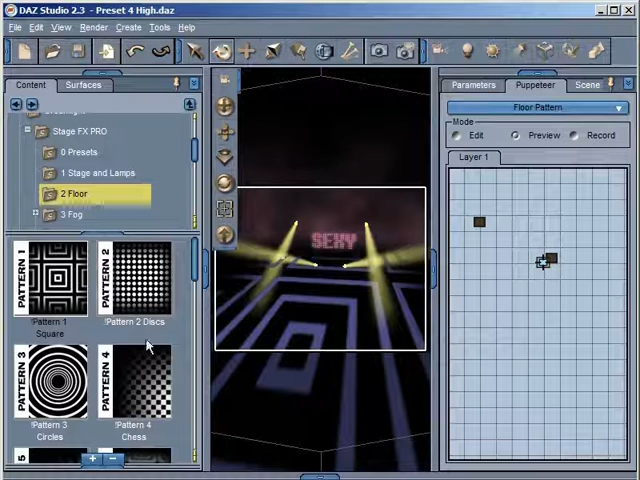 DAZ Studio 2.3 - Preset 4 High.daz
File Edit View Render Create Tools Help
Content Surfaces
Stage FX PRO
0 Presets
1 Stage and Lamps
2 Floor
3 Fog
PATTERN 1
!Pattern 1
Square
PATTERN 2
!Pattern 2 Discs
PATTERN 3
!Pattern 3
Circles
PATTERN 4
!Pattern 4
Chess
5
SEXY
Parameters Puppeteer Scene
Floor Pattern
Mode
Edit Preview Record
Layer 1